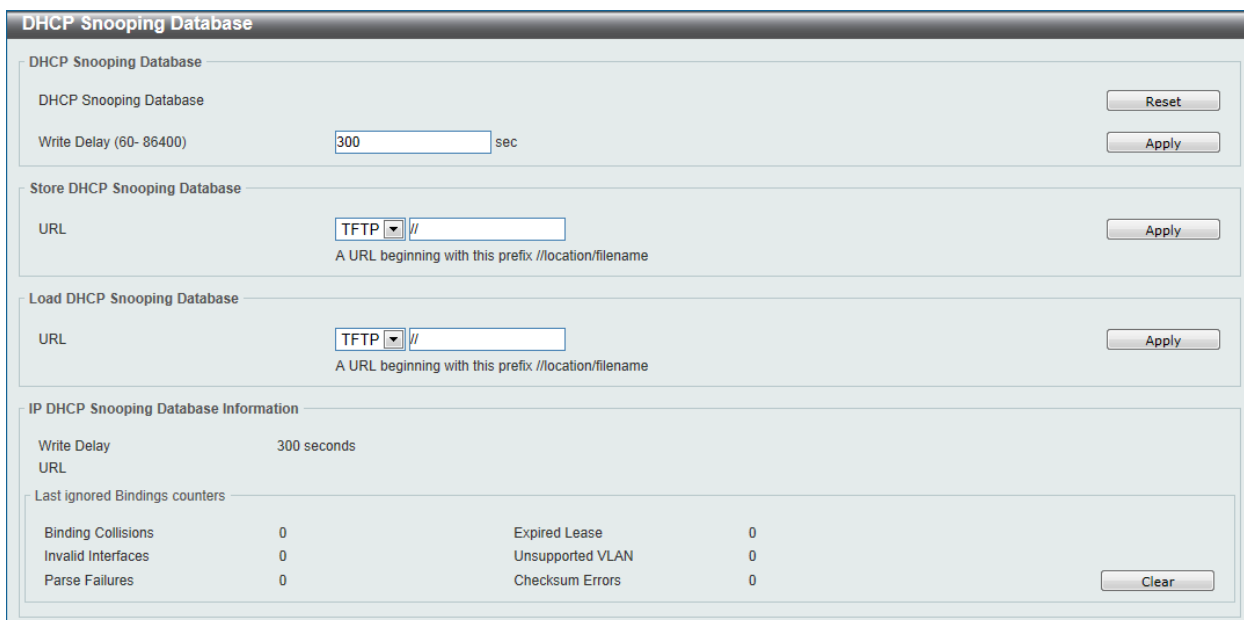 DHCP Snooping Database
DHCP Snooping Database
DHCP Snooping Database Reset
Write Delay (60- 86400) 300 sec Apply
Store DHCP Snooping Database
URL TFTP // Apply
A URL beginning with this prefix //location/filename
Load DHCP Snooping Database
URL TFTP // Apply
A URL beginning with this prefix //location/filename
IP DHCP Snooping Database Information
Write Delay 300 seconds
URL
Last ignored Bindings counters
Binding Collisions 0 Expired Lease 0
Invalid Interfaces 0 Unsupported VLAN 0
Parse Failures 0 Checksum Errors 0 Clear